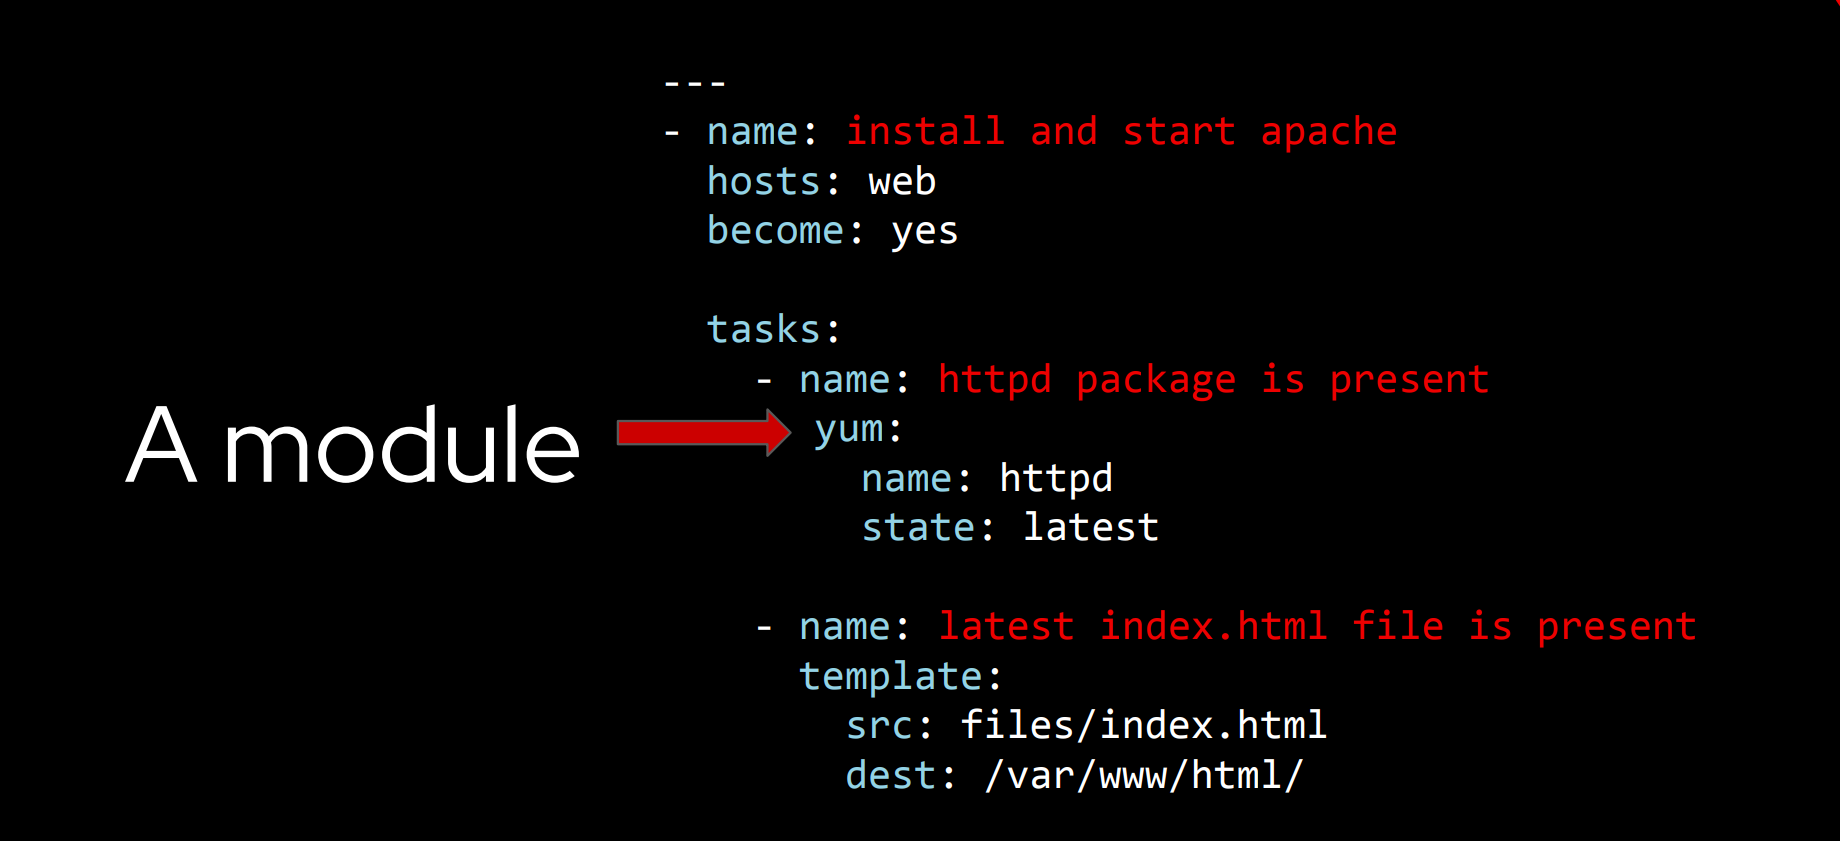 ---
- name: install and start apache
  hosts: web
  become: yes

  tasks:
    - name: httpd package is present
A module
      yum:
        name: httpd
        state: latest

    - name: latest index.html file is present
      template:
        src: files/index.html
        dest: /var/www/html/